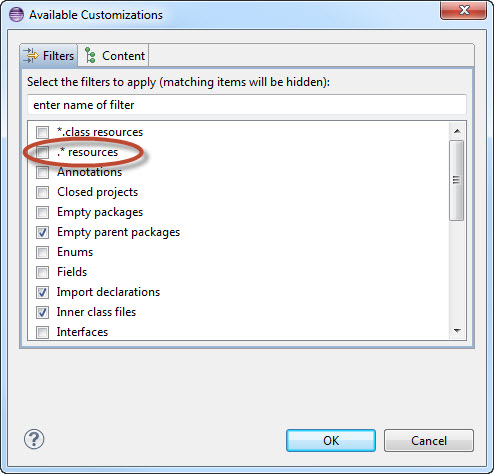 Available Customizations
Filters
Content
Select the filters to apply (matching items will be hidden):
enter name of filter
*.class resources
.* resources
Annotations
Closed projects
Empty packages
Empty parent packages
Enums
Fields
Import declarations
Inner class files
Interfaces
?
OK
Cancel